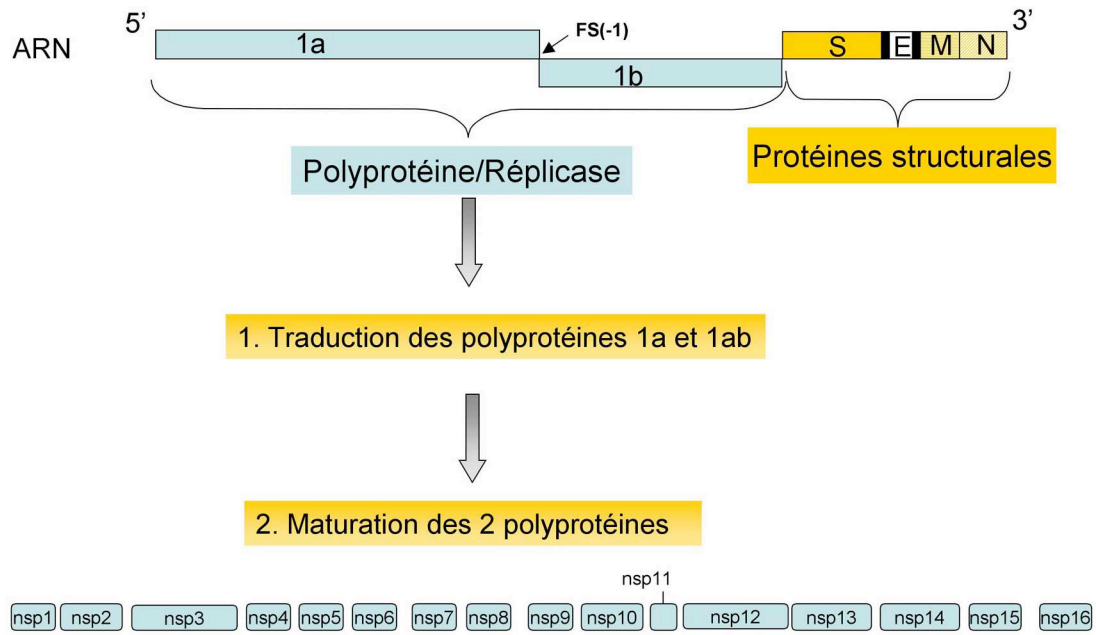 5’
3’
ARN
1a
FS(-1)
S
E
M
N
1b
Polyprotéine/Réplicase
Protéines structurales
1. Traduction des polyprotéines 1a et 1ab
2. Maturation des 2 polyprotéines
nsp11
nsp1 nsp2 nsp3 nsp4 nsp5 nsp6 nsp7 nsp8 nsp9 nsp10 nsp12 nsp13 nsp14 nsp15 nsp16